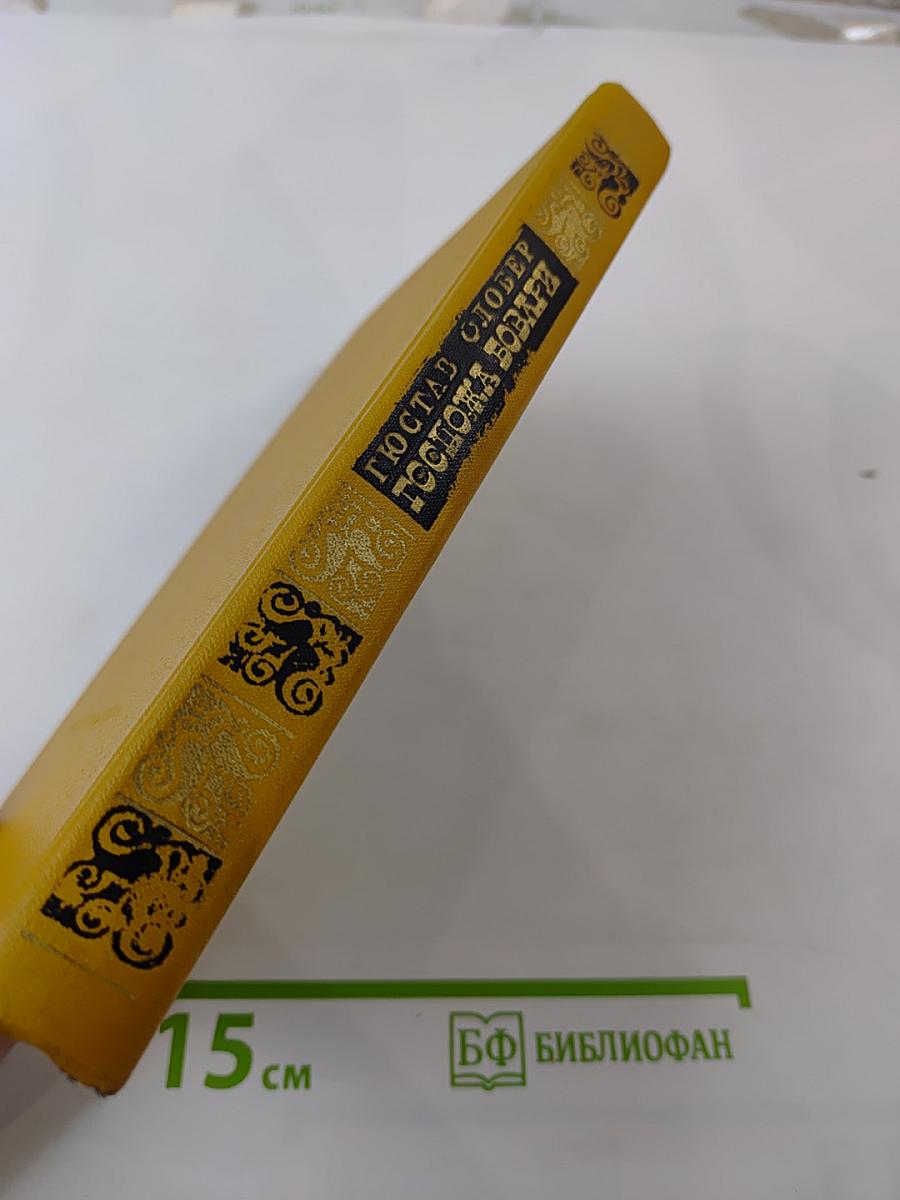 ГЮСТАВ ФЛОБЕР
ГОСПОЖА БОВАРИ
15 см
БФ БИБЛИОФАН